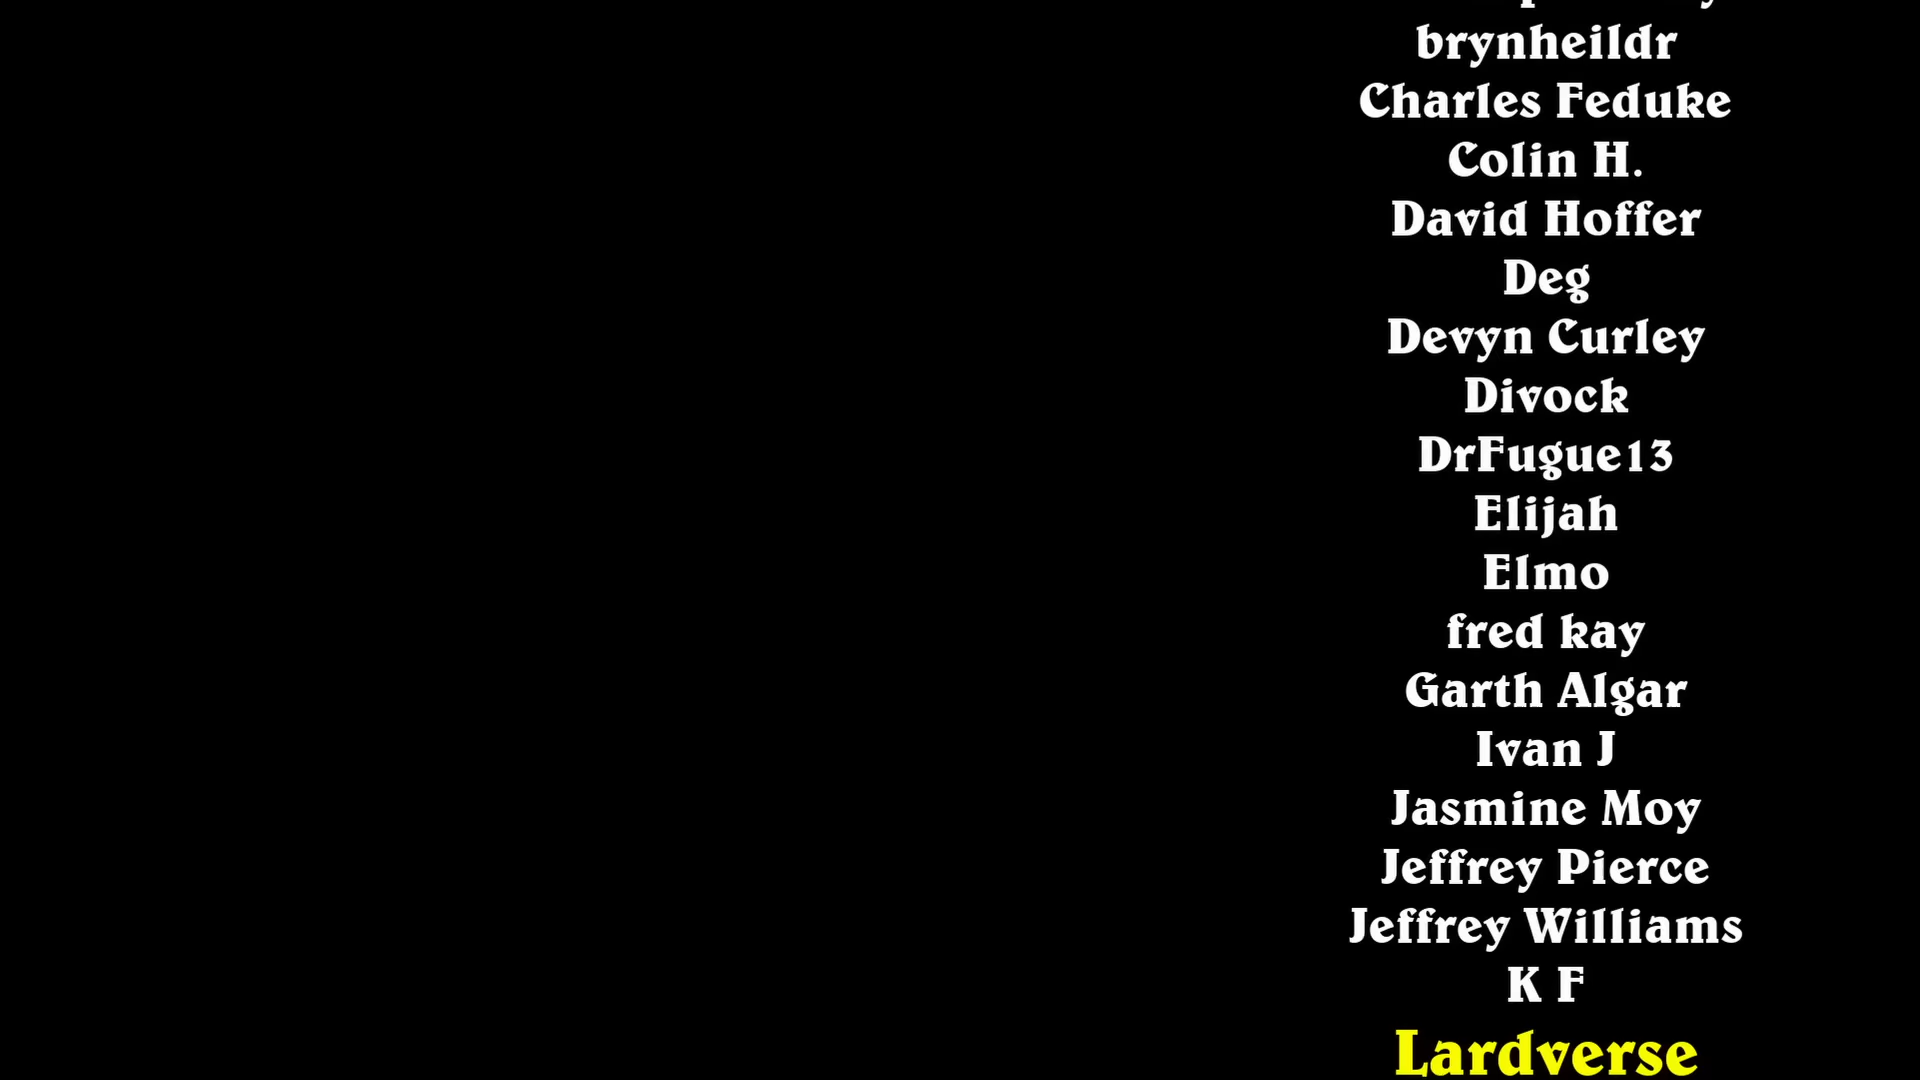 brynheildr
Charles Feduke
Colin H.
David Hoffer
Deg
Devyn Curley
Divock
DrFugue13
Elijah
Elmo
fred kay
Garth Algar
Ivan J
Jasmine Moy
Jeffrey Pierce
Jeffrey Williams
K F
Lardverse